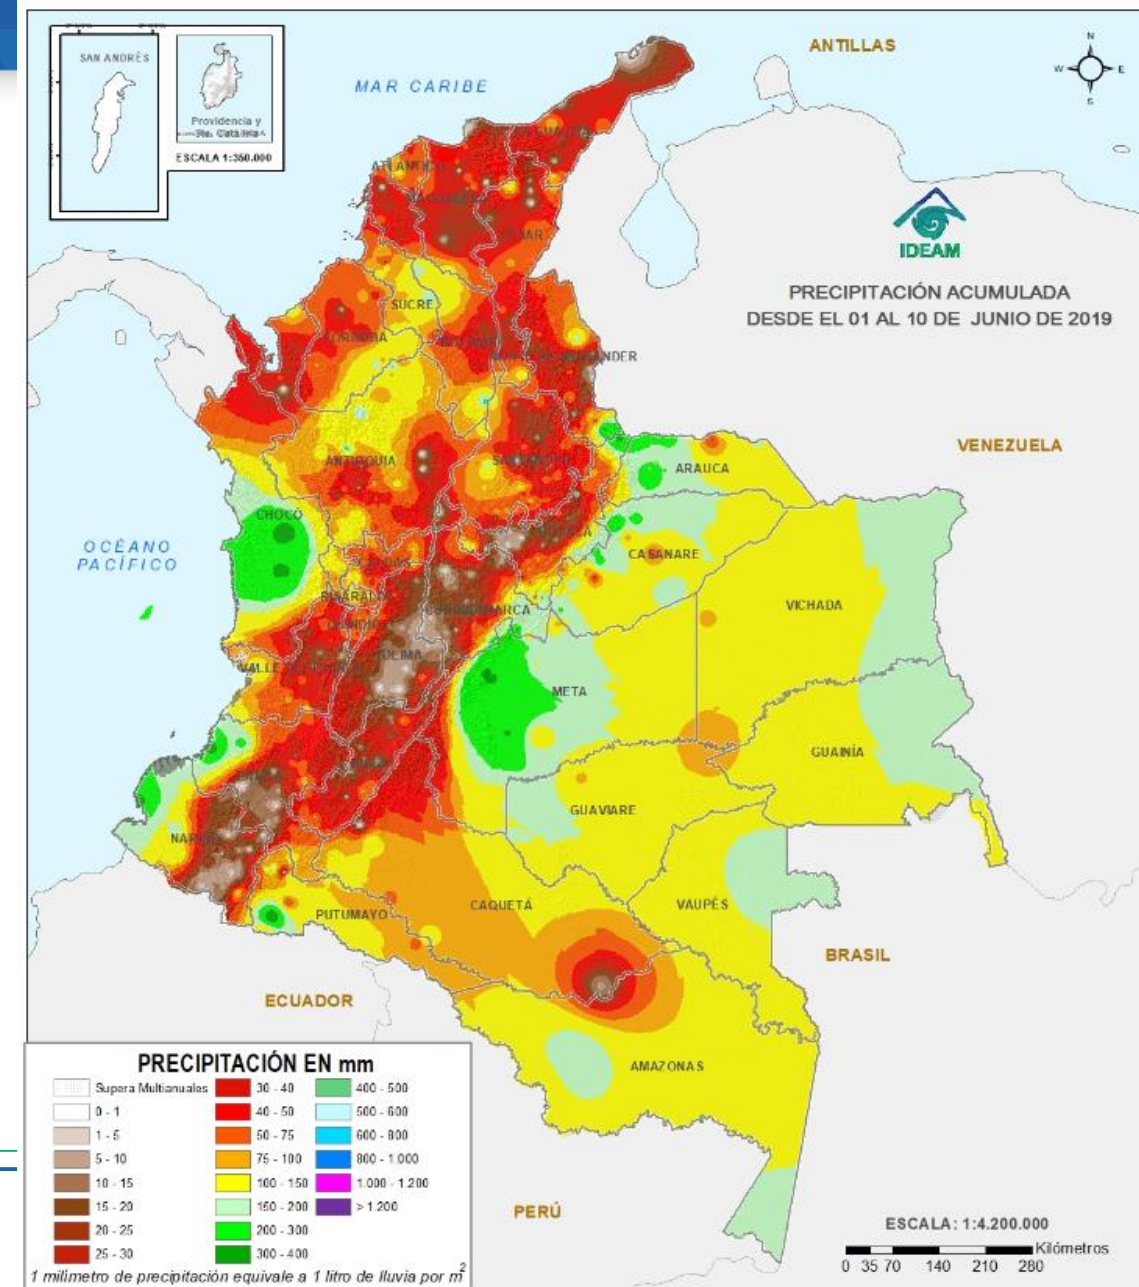 SAN ANDRÉS
Providencia y
Sta. Catalina
ESCALA 1:350.000
MAR CARIBE
ANTILLAS
N
W
E
S
IDEAM
PRECIPITACIÓN ACUMULADA
DESDE EL 01 AL 10 DE JUNIO DE 2019
SUCRE
VENEZUELA
ANTIOQUIA
ARAUCA
CHOCÓ
OCÉANO
PACÍFICO
CASANARE
VICHADA
META
GUAINÍA
GUAVIARE
CAQUETÁ
VAUPÉS
PUTUMAYO
BRASIL
ECUADOR
AMAZONAS
PERÚ
PRECIPITACIÓN EN mm
Supera Multianuales
0 - 1
1 - 5
5 - 10
10 - 15
15 - 20
20 - 25
25 - 30
30 - 40
40 - 50
50 - 75
75 - 100
100 - 150
150 - 200
200 - 300
300 - 400
400 - 500
500 - 600
600 - 800
800 - 1.000
1.000 - 1.200
> 1.200
1 milímetro de precipitación equivale a 1 litro de lluvia por m²
ESCALA: 1:4.200.000
Kilómetros
0 35 70 140 210 280